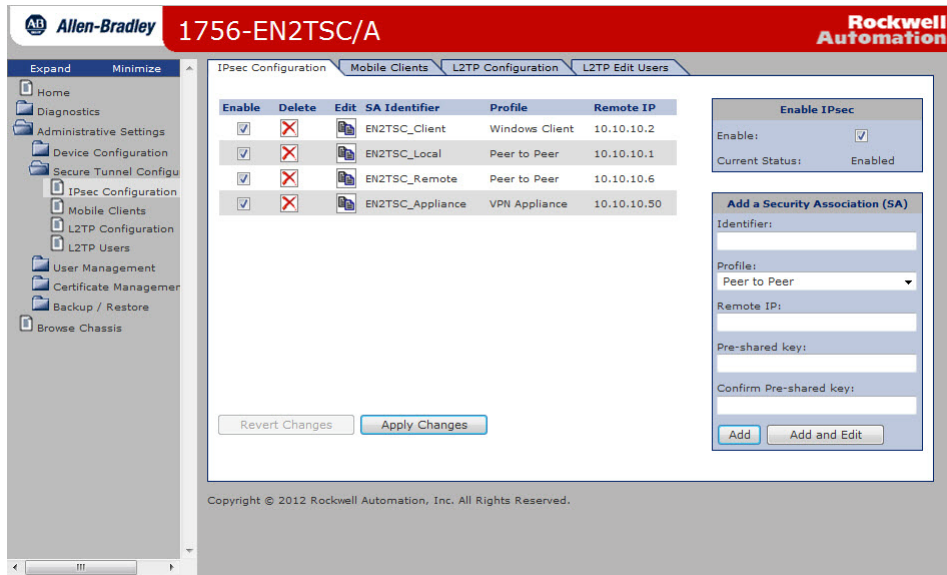 AB Allen-Bradley
1756-EN2TSC/A
Rockwell
Automation
Expand Minimize
Home
Diagnostics
Administrative Settings
Device Configuration
Secure Tunnel Configu
IPsec Configuration
Mobile Clients
L2TP Configuration
L2TP Users
User Management
Certificate Managemer
Backup / Restore
Browse Chassis
IPsec Configuration Mobile Clients L2TP Configuration L2TP Edit Users
Enable Delete Edit SA Identifier Profile Remote IP
EN2TSC_Client Windows Client 10.10.10.2
EN2TSC_Local Peer to Peer 10.10.10.1
EN2TSC_Remote Peer to Peer 10.10.10.6
EN2TSC_Appliance VPN Appliance 10.10.10.50
Revert Changes Apply Changes
Enable IPsec
Enable:
Current Status: Enabled
Add a Security Association (SA)
Identifier:
Profile:
Peer to Peer
Remote IP:
Pre-shared key:
Confirm Pre-shared key:
Add Add and Edit
Copyright © 2012 Rockwell Automation, Inc. All Rights Reserved.